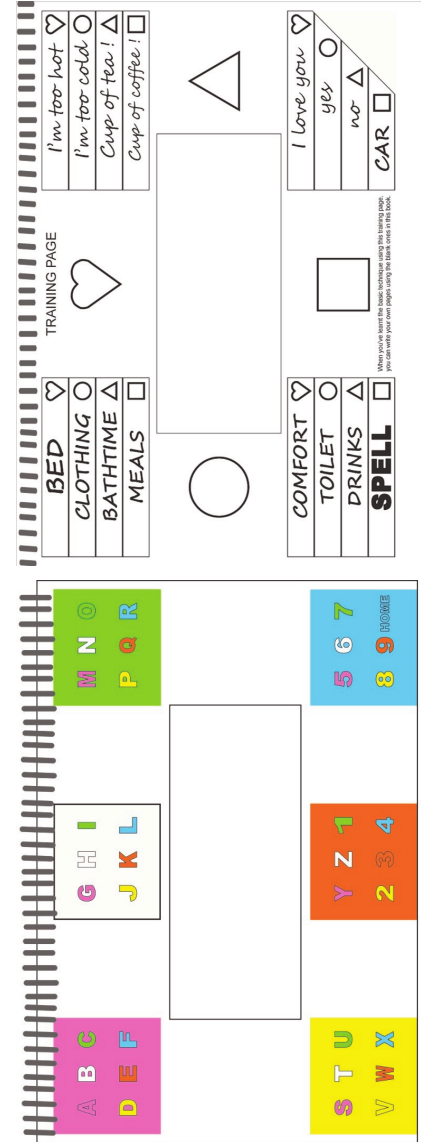 A B C
D E F
G H I
J K L
M N O
P Q R
S T U
V W X
Y Z 1
2 3 4
5 6 7
8 9 HOME
BED
CLOTHING
BATHTIME
MEALS
TRAINING PAGE
I'm too hot
I'm too cold
Cup of tea!
Cup of coffee!
COMFORT
TOILET
DRINKS
SPELL
When you've learnt the basic technique using this training page,
you can write your own pages using the blank ones in this book.
I love you
yes
no
CAR